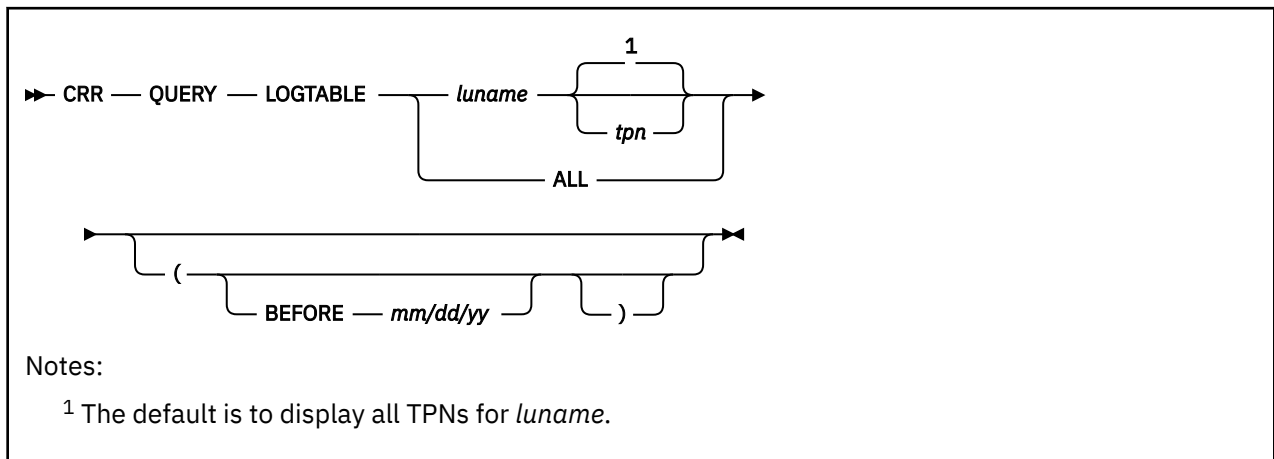 1
CRR QUERY LOGTABLE luname
tpn
ALL
(
BEFORE mm/dd/yy )
Notes:
1 The default is to display all TPNs for luname.